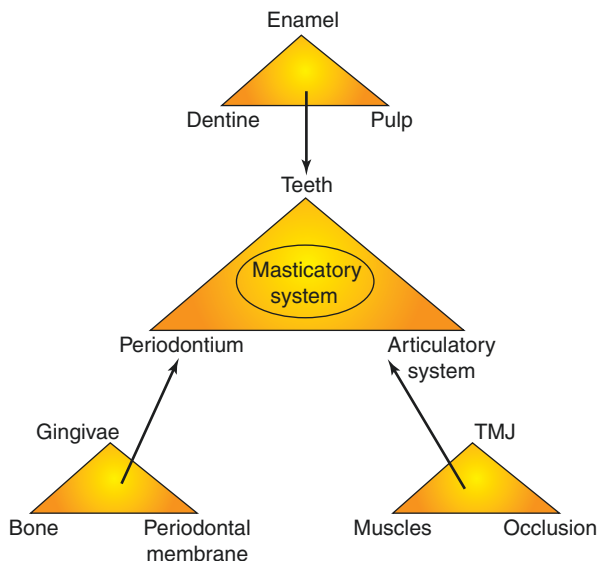 Enamel
Dentine
Pulp
Teeth
Masticatory
system
Periodontium
Articulatory
system
Gingivae
Bone
Periodontal
membrane
TMJ
Muscles
Occlusion